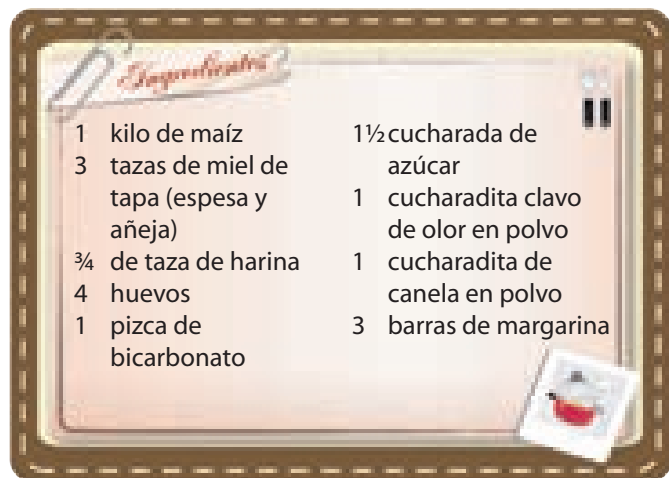 Ingredientes
1 kilo de maíz
3 tazas de miel de
tapa (espesa y
añeja)
¾ de taza de harina
4 huevos
1 pizca de
bicarbonato
1½ cucharada de
azúcar
1 cucharadita clavo
de olor en polvo
1 cucharadita de
canela en polvo
3 barras de margarina